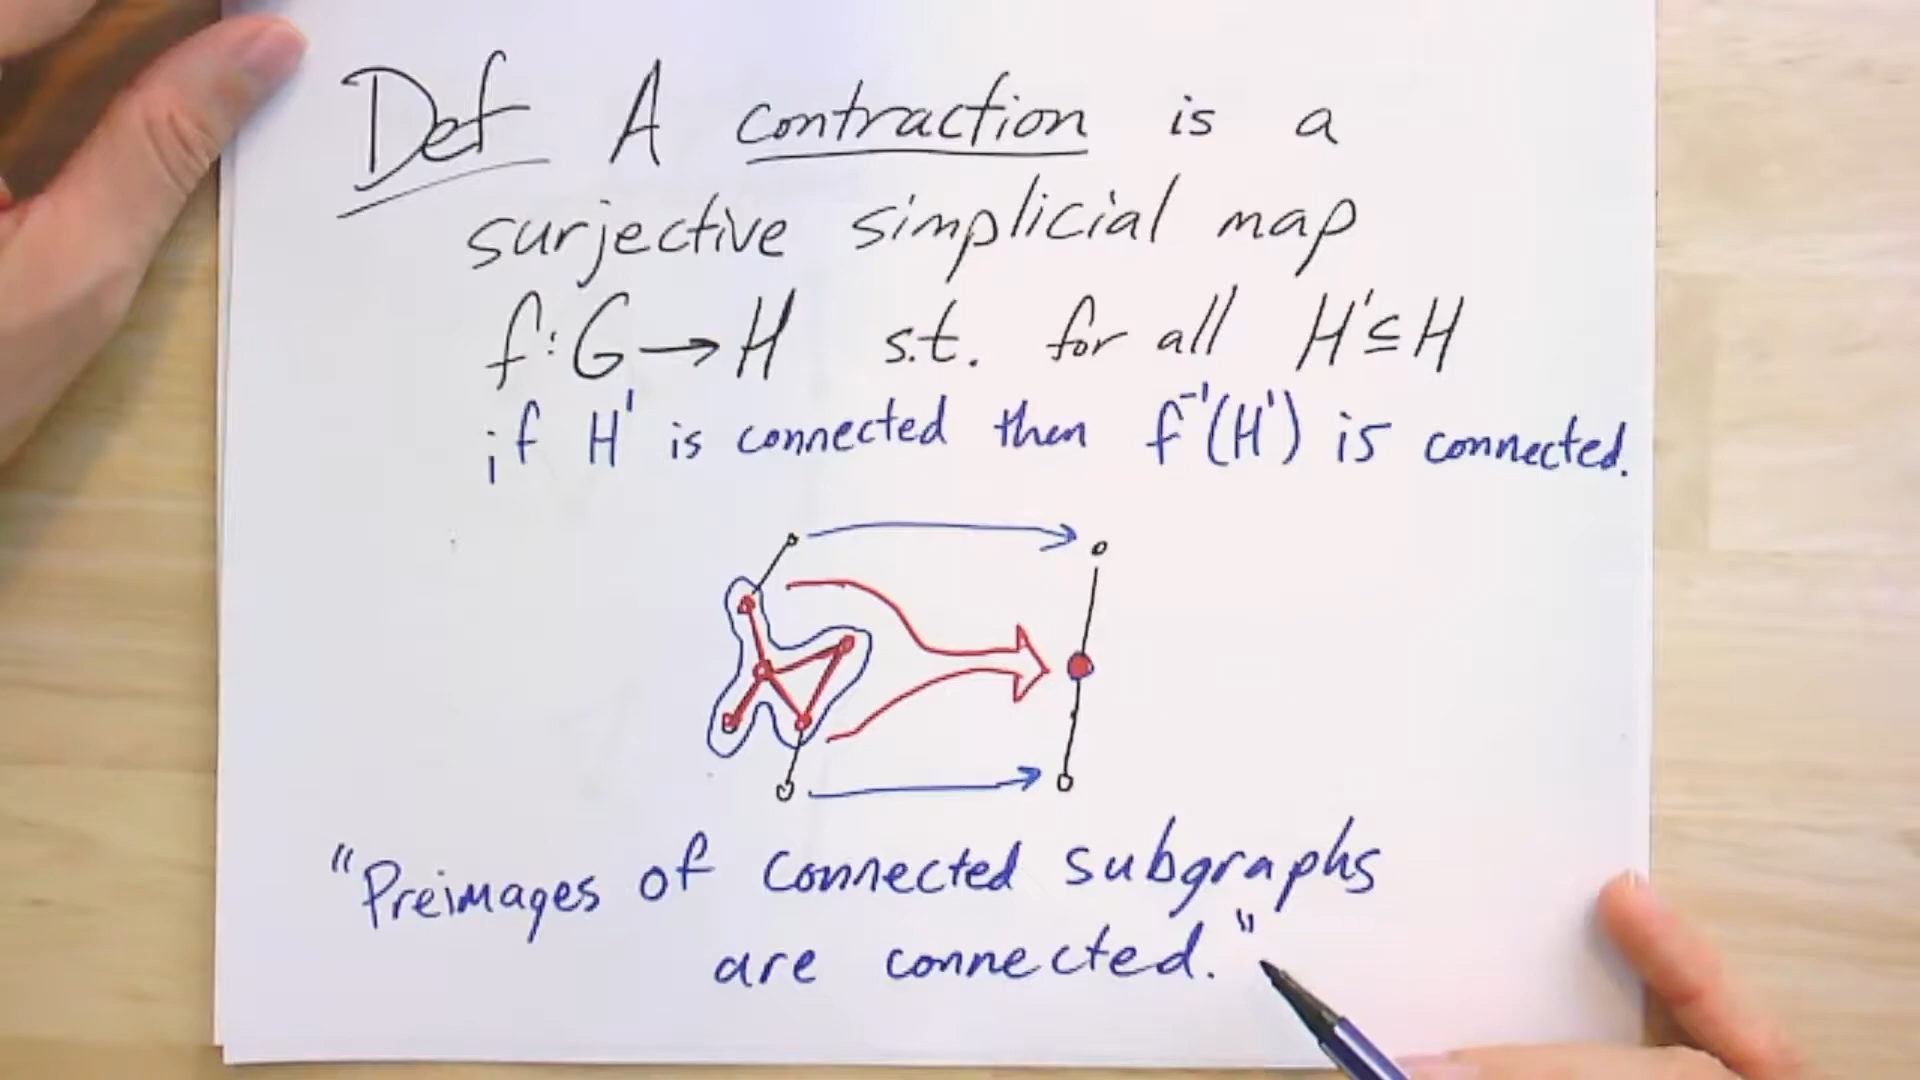 Def A contraction is a
surjective simplicial map
f: G → H s.t. for all H' ⊆ H
if H' is connected then f⁻¹(H') is connected.
"Preimages of connected subgraphs
are connected."